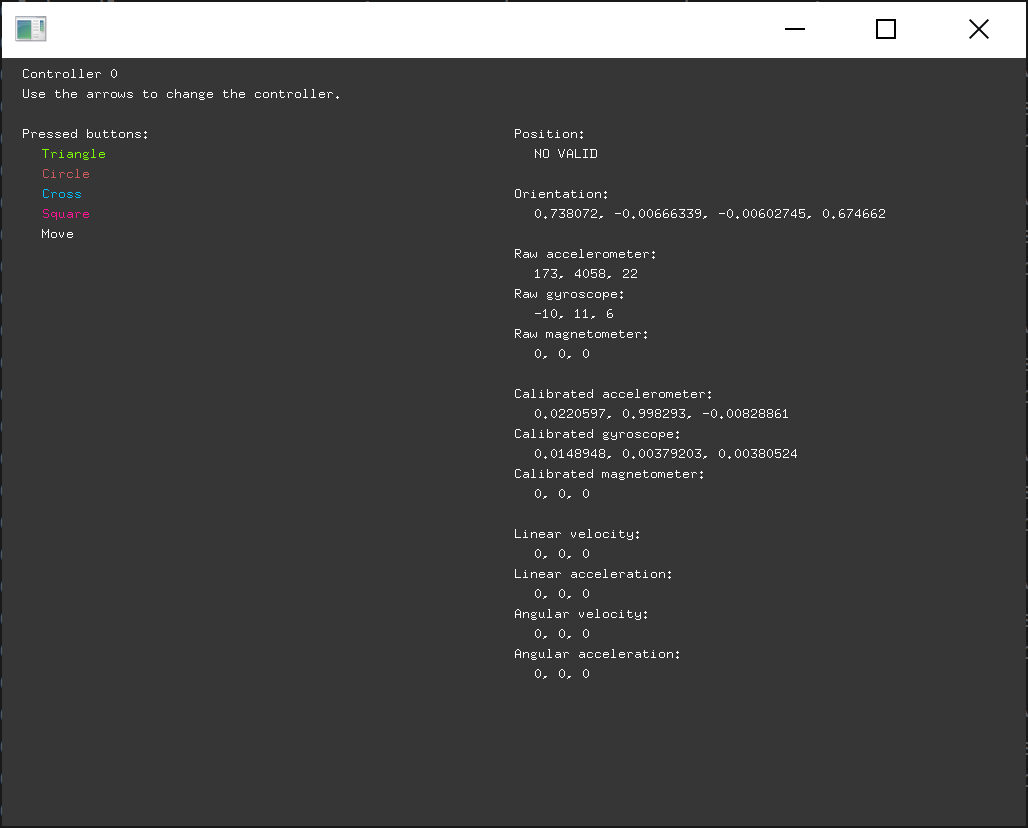 Controller 0
Use the arrows to change the controller.
Pressed buttons:
Triangle
Circle
Cross
Square
Move
Position:
NO VALID
Orientation:
0.738072, -0.00666339, -0.00602745, 0.674662
Raw accelerometer:
173, 4058, 22
Raw gyroscope:
-10, 11, 6
Raw magnetometer:
0, 0, 0
Calibrated accelerometer:
0.0220597, 0.998293, -0.00828861
Calibrated gyroscope:
0.0148948, 0.00379203, 0.00380524
Calibrated magnetometer:
0, 0, 0
Linear velocity:
0, 0, 0
Linear acceleration:
0, 0, 0
Angular velocity:
0, 0, 0
Angular acceleration:
0, 0, 0